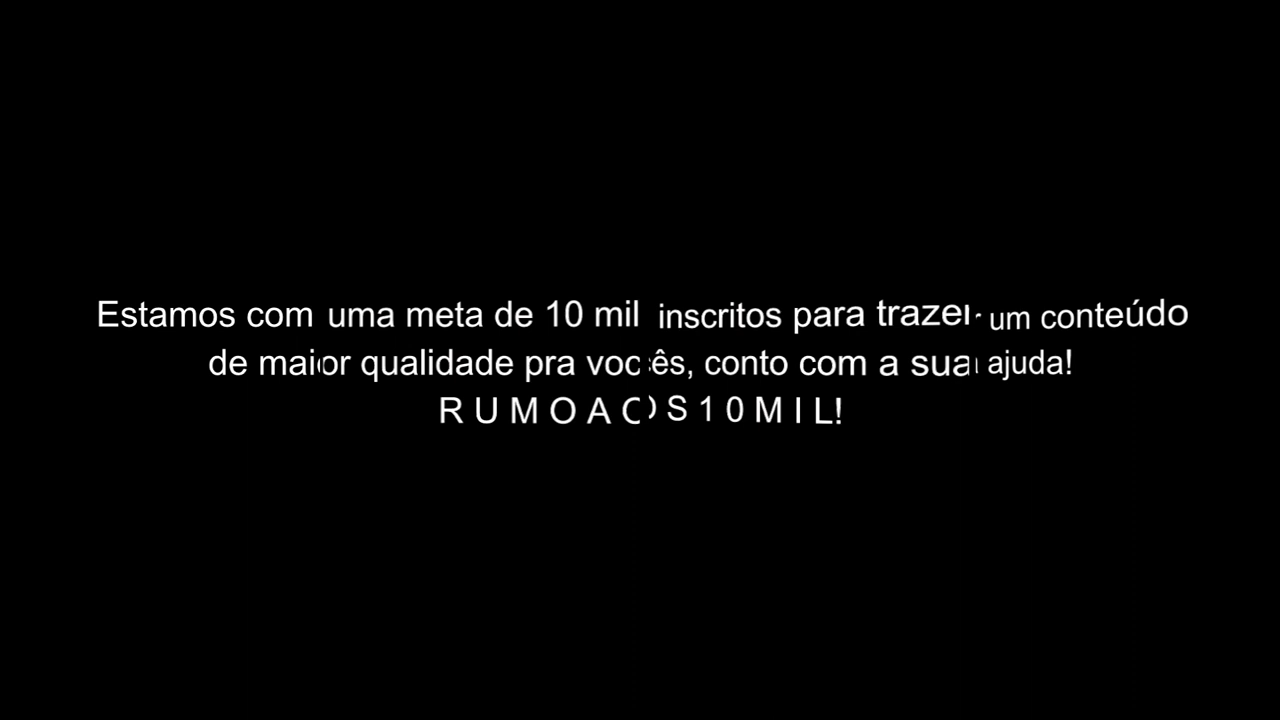 Estamos com uma meta de 10 mil inscritos para trazer um conteúdo
de maior qualidade pra vocês, conto com a sua ajuda!
R U M O A O S 1 0 M I L!